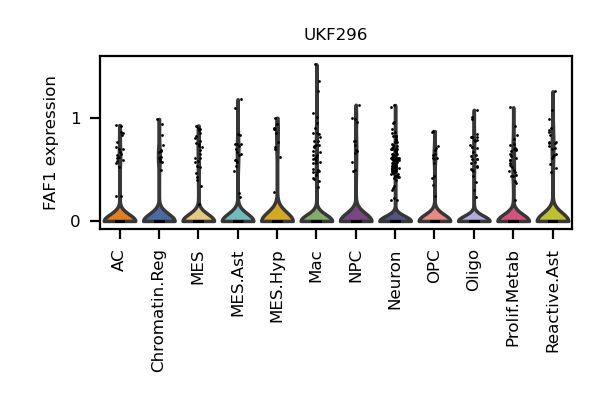 UKF296
FAF1 expression
1
0
AC
Chromatin.Reg
MES
MES.Ast
MES.Hyp
Mac
NPC
Neuron
OPC
Oligo
Prolif.Metab
Reactive.Ast